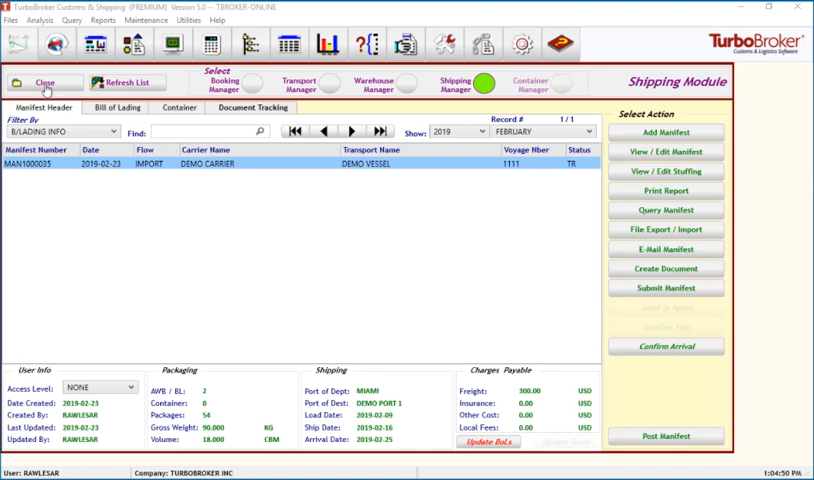 TurboBroker Customs & Shipping (PREMIUM) Version 5.0 -- TBROKER-ONLINE
Files Analysis Query Reports Maintenance Utilities Help
TurboBroker
Customs & Logistics Software
Close
Refresh List
Select
Booking Manager
Transport Manager
Warehouse Manager
Shipping Manager
Container Manager
Shipping Module
Manifest Header Bill of Lading Container Document Tracking
Filter By
Record # 1/1
B/LADING INFO Find: Show: 2019 FEBRUARY
Manifest Number Date Flow Carrier Name Transport Name Voyage Nber Status
MAN1000035 2019-02-23 IMPORT DEMO CARRIER DEMO VESSEL 1111 TR
Select Action
Add Manifest
View / Edit Manifest
View / Edit Stuffing
Print Report
Query Manifest
File Export / Import
E-Mail Manifest
Create Document
Submit Manifest
Confirm Ship
Confirm Arrival
Post Manifest
User Info
Access Level: NONE
Date Created: 2019-02-23
Created By: RAWLESAR
Last Updated: 2019-02-23
Updated By: RAWLESAR
Packaging
AWB / BL: 2
Container: 0
Packages: 54
Gross Weight: 90.000 KG
Volume: 18.000 CBM
Shipping
Port of Dept: MIAMI
Port of Dest: DEMO PORT 1
Load Date: 2019-02-09
Ship Date: 2019-02-16
Arrival Date: 2019-02-25
Charges Payable
Freight: 300.00 USD
Insurance: 0.00 USD
Other Cost: 0.00 USD
Local Fees: 0.00 USD
Update BoLs
User: RAWLESAR Company: TURBOBROKER INC 1:04:50 PM